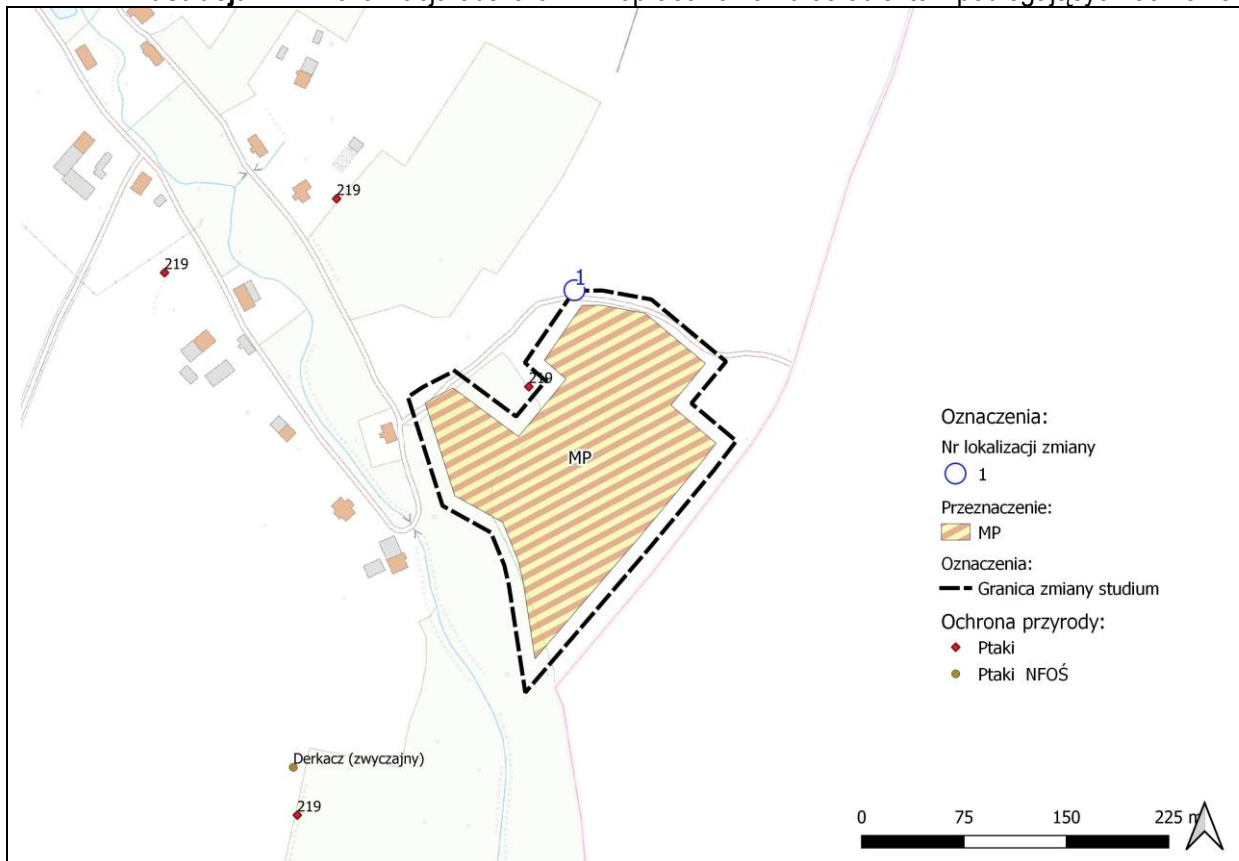 219
219
1
219
MP
Derkacz (zwyczajny)
219
Oznaczenia:
Nr lokalizacji zmiany
1
Przeznaczenie:
MP
Oznaczenia:
Granica zmiany studium
Ochrona przyrody:
Ptaki
Ptaki NFOŚ
0 75 150 225 m